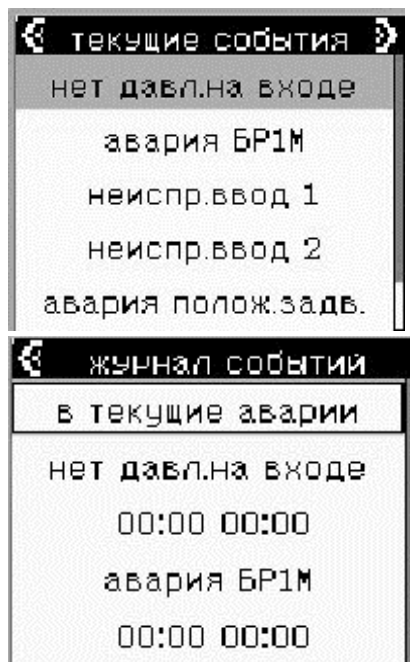 текущие события
нет давл.на входе
авария БР1М
неиспр.ввод 1
неиспр.ввод 2
авария полож.задв.
журнал событий
в текущие аварии
нет давл.на входе
00:00 00:00
авария БР1М
00:00 00:00